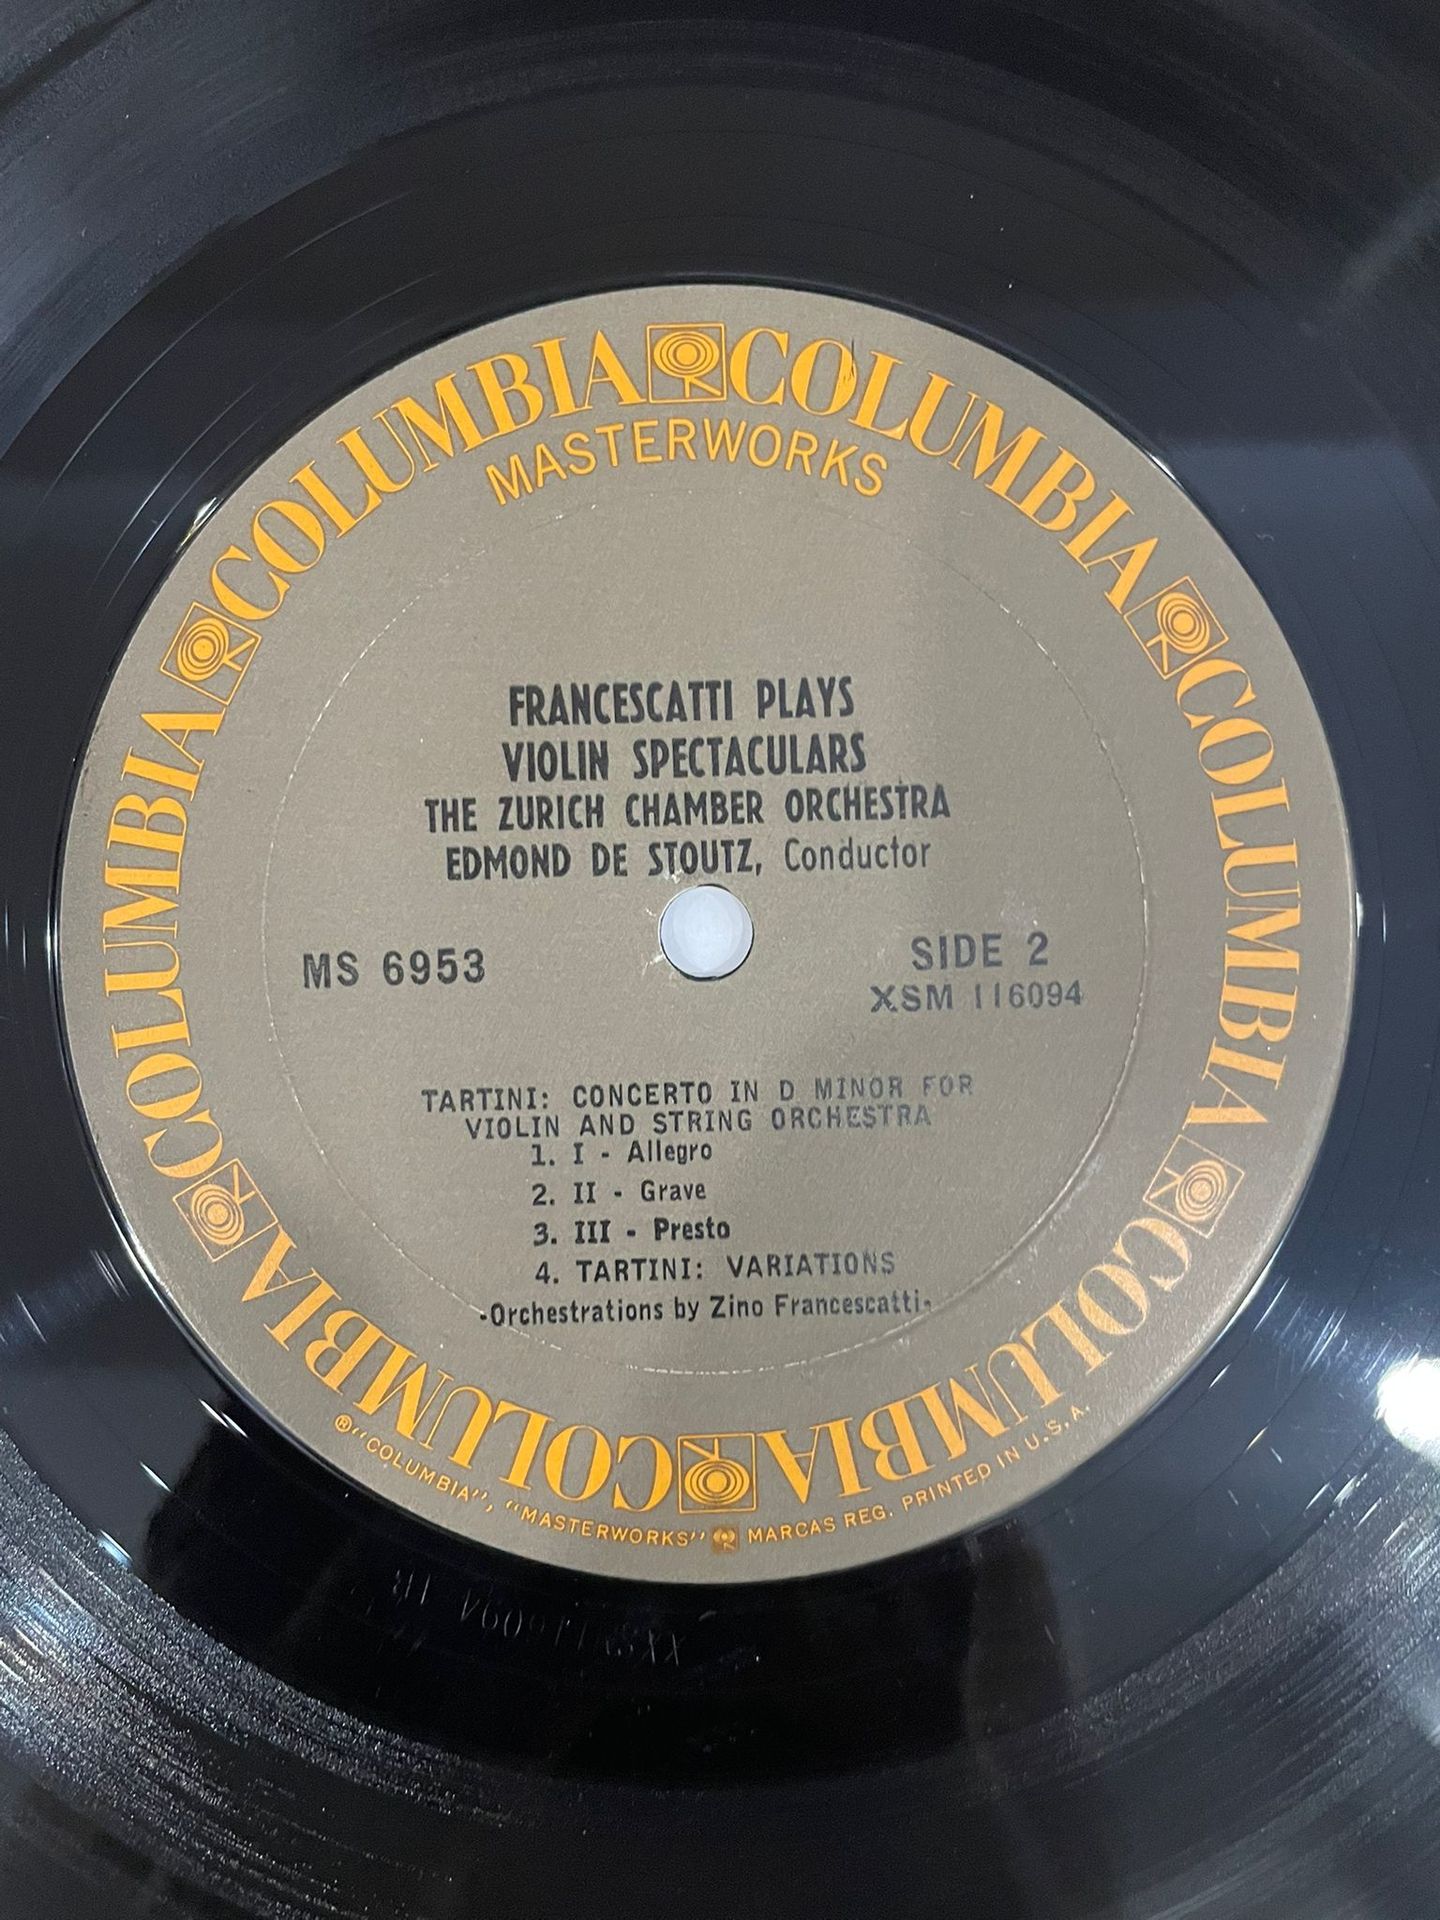 COLUMBIA COLUMBIA COLUMBIA COLUMBIA COLUMBIA COLUMBIA COLUMBIA COLUMBIA COLUMBIA COLUMBIA
MASTERWORKS
FRANCESCATTI PLAYS
VIOLIN SPECTACULARS
THE ZURICH CHAMBER ORCHESTRA
EDMOND DE STOUTZ, Conductor
MS 6953
SIDE 2
XSM 116094
TARTINI: CONCERTO IN D MINOR FOR
VIOLIN AND STRING ORCHESTRA
1. I - Allegro
2. II - Grave
3. III - Presto
4. TARTINI: VARIATIONS
-Orchestrations by Zino Francescatti-
® "COLUMBIA", "MASTERWORKS" MARCAS REG. PRINTED IN U.S.A.